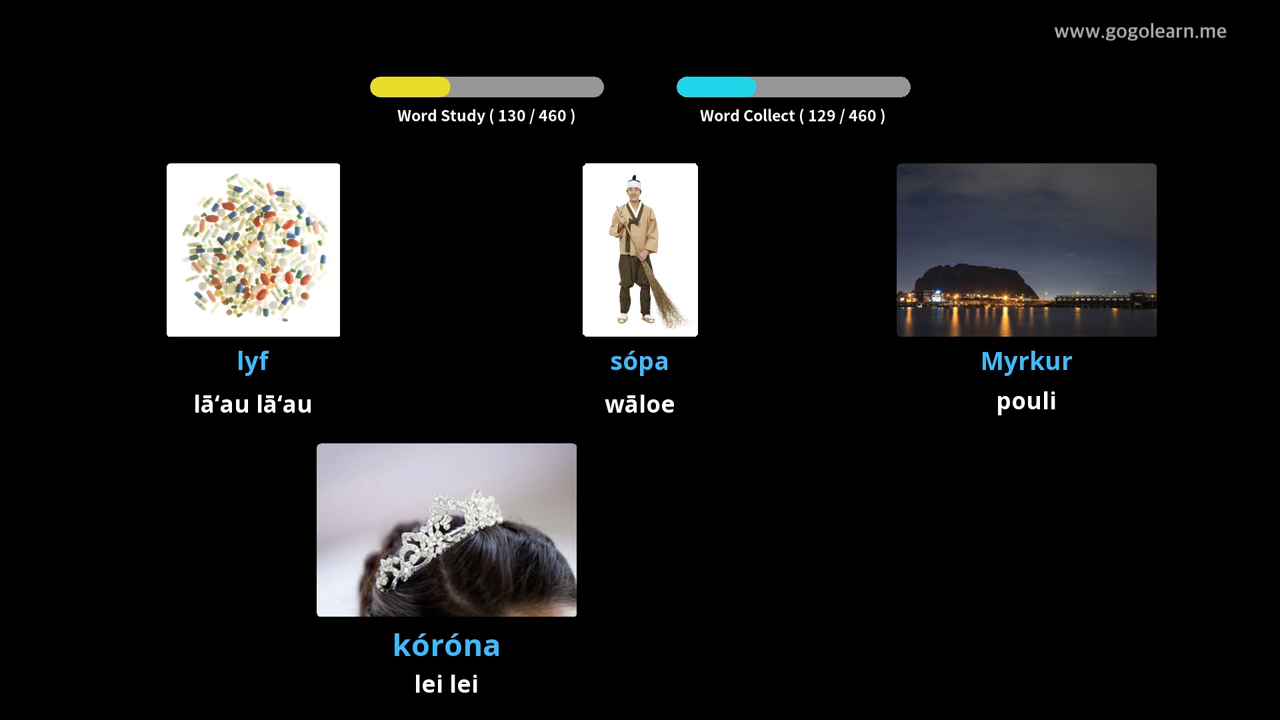 www.gogolearn.me
Word Study ( 130 / 460 )
Word Collect ( 129 / 460 )
lyf
sópa
Myrkur
lāʻau lāʻau
wāloe
pouli
kóróna
lei lei